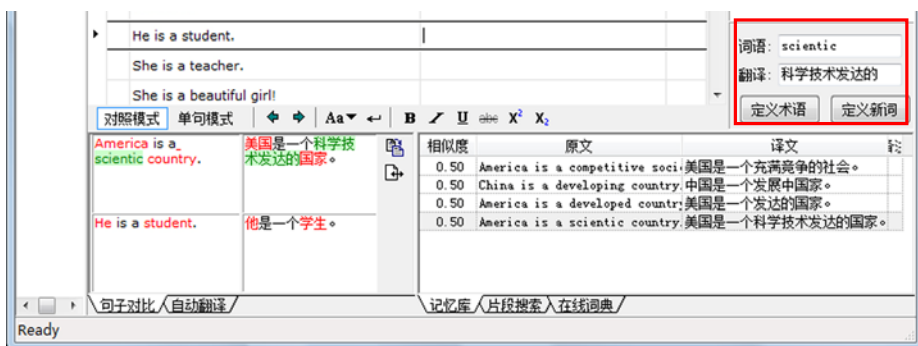 He is a student.
She is a teacher.
She is a beautiful girl!
词语: scientic
翻译: 科学技术发达的
定义术语 定义新词
对照模式 单句模式 Aa B I U abc X² X₂
America is a
scientic country.
美国是一个科学技
术发达的国家。
He is a student.
他是一个学生。
相似度 原文 译文
0.50 America is a competitive soci 美国是一个充满竞争的社会。
0.50 China is a developing country. 中国是一个发展中国家。
0.50 America is a developed country 美国是一个发达的国家。
0.50 America is a scientic country. 美国是一个科学技术发达的国家。
句子对比 自动翻译
记忆库 片段搜索 在线词典
Ready